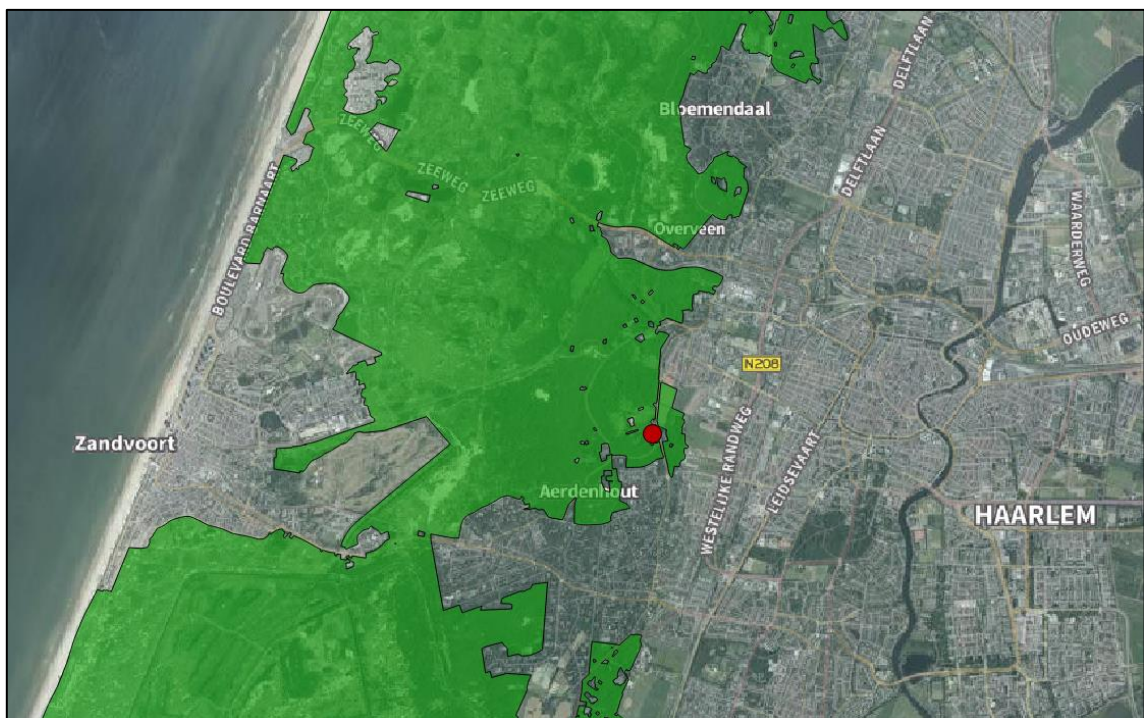 DELFTLAAN
Bloemendaal
ZEEWEG
ZEEWEG
ZEEWEG
DELFTLAAN
WAARDERWEG
BOULEVARD BARNAART
Overveen
OUDEWEG
N208
Zandvoort
WESTELIJKE RANDWEG
LEIDSEVAART
Aerdenhout
HAARLEM